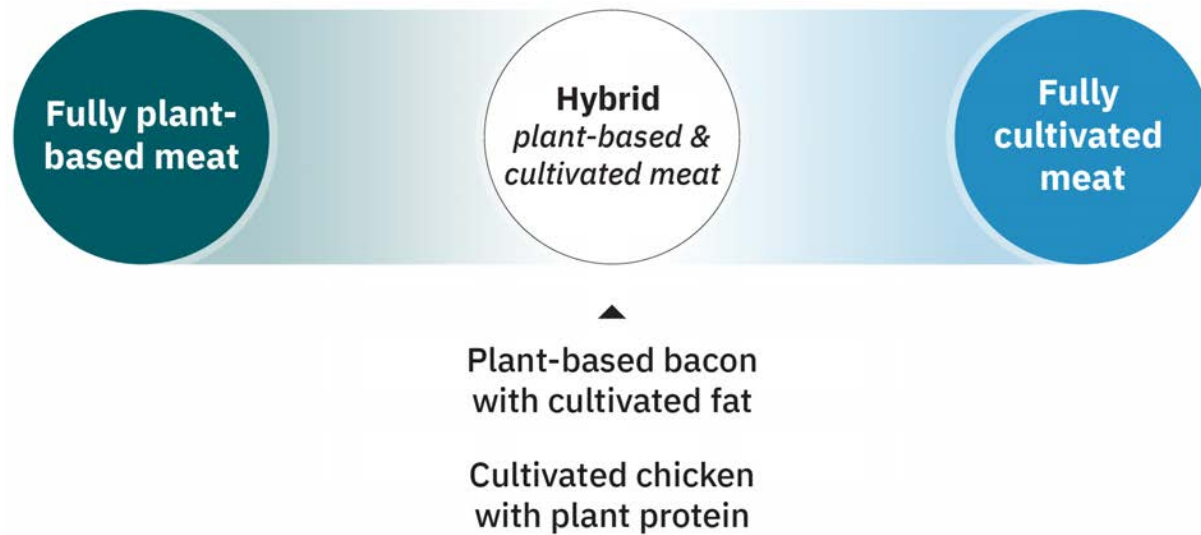 Fully plant-
based meat
Hybrid
plant-based &
cultivated meat
Fully
cultivated
meat
Plant-based bacon
with cultivated fat
Cultivated chicken
with plant protein